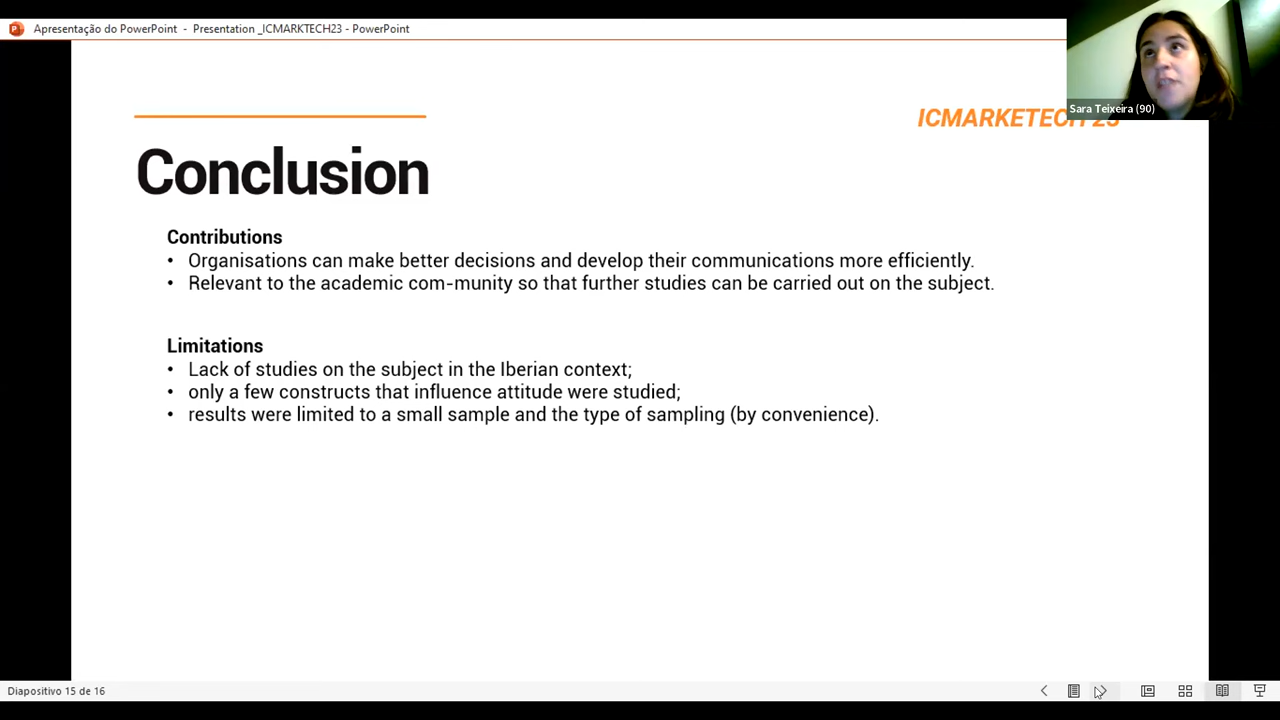 Apresentação do PowerPoint - Presentation _ICMARKTECH23 - PowerPoint
Sara Teixeira (90)
ICMARKETECH 23
Conclusion
Contributions
• Organisations can make better decisions and develop their communications more efficiently.
• Relevant to the academic com-munity so that further studies can be carried out on the subject.
Limitations
• Lack of studies on the subject in the Iberian context;
• only a few constructs that influence attitude were studied;
• results were limited to a small sample and the type of sampling (by convenience).
Diapositivo 15 de 16